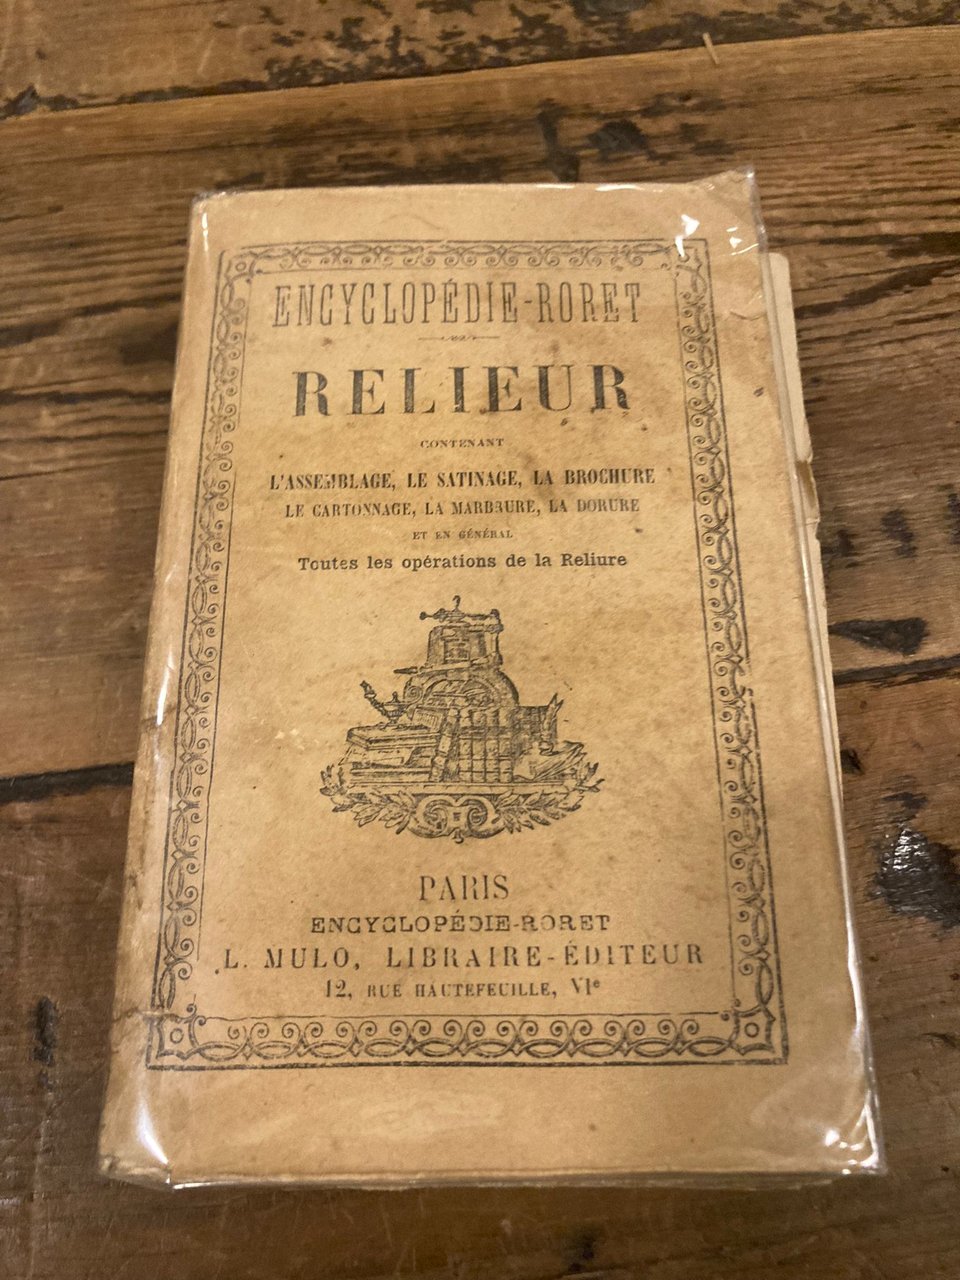 ENCYCLOPÉDIE-RORET
RELIEUR
CONTENANT
L'ASSEMBLAGE, LE SATINAGE, LA BROCHURE
LE CARTONNAGE, LA MARBRURE, LA DORURE
ET EN GÉNÉRAL
Toutes les opérations de la Reliure
PARIS
ENCYCLOPÉDIE-RORET
L. MULO, LIBRAIRE-ÉDITEUR
12, RUE HAUTEFEUILLE, VIe